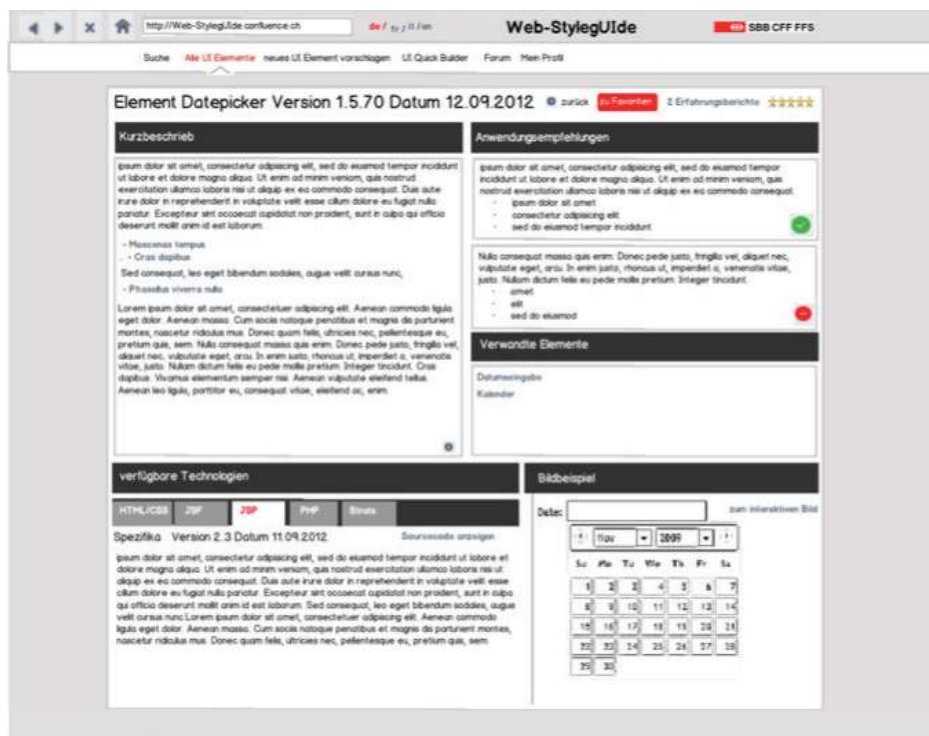 http://Web-StyleglUIde.confluence.ch
de / fr / it / en
Web-StyleglUIde
SBB CFF FFS
Suche Alle UI Elemente neues UI Element vorschlagen UI Quick Builder Forum Mein Profil
Element Datepicker Version 1.5.70 Datum 12.09.2012 zurück zu Favoriten 2 Erfahrungsberichte
Kurzbeschrieb
ipsum dolor sit amet, consectetur adipisicing elit, sed do eiusmod tempor incididunt
ut labore et dolore magna aliqua. Ut enim ad minim veniam, quis nostrud
exercitation ullamco laboris nisi ut aliquip ex ea commodo consequat. Duis aute
irure dolor in reprehenderit in voluptate velit esse cillum dolore eu fugiat nulla
pariatur. Excepteur sint occaecat cupidatat non proident, sunt in culpa qui officia
deserunt mollit anim id est laborum.
- Maecenas tempus
. - Cras dapibus
Sed consequat, leo eget bibendum sodales, augue velit cursus nunc,
- Phasellus viverra nulla
Lorem ipsum dolor sit amet, consectetuer adipiscing elit. Aenean commodo ligula
eget dolor. Aenean massa. Cum sociis natoque penatibus et magnis dis parturient
montes, nascetur ridiculus mus. Donec quam felis, ultricies nec, pellentesque eu,
pretium quis, sem. Nulla consequat massa quis enim. Donec pede justo, fringilla vel,
aliquet nec, vulputate eget, arcu. In enim justo, rhoncus ut, imperdiet a, venenatis
vitae, justo. Nullam dictum felis eu pede mollis pretium. Integer tincidunt. Cras
dapibus. Vivamus elementum semper nisi. Aenean vulputate eleifend tellus.
Aenean leo ligula, porttitor eu, consequat vitae, eleifend ac, enim.
Anwendungsempfehlungen
ipsum dolor sit amet, consectetur adipisicing elit, sed do eiusmod tempor
incididunt ut labore et dolore magna aliqua. Ut enim ad minim veniam, quis
nostrud exercitation ullamco laboris nisi ut aliquip ex ea commodo consequat.
- ipsum dolor sit amet
- consectetur adipisicing elit
- sed do eiusmod tempor incididunt
Nulla consequat massa quis enim. Donec pede justo, fringilla vel, aliquet nec,
vulputate eget, arcu. In enim justo, rhoncus ut, imperdiet a, venenatis vitae,
justo. Nullam dictum felis eu pede mollis pretium. Integer tincidunt.
- amet
- elit
- sed do eiusmod
Verwandte Elemente
Datumseingabe
Kalender
verfügbare Technologien
HTML/CSS JSF JSP PHP Struts
Spezifika Version 2.3 Datum 11.09.2012 Sourcecode anzeigen
ipsum dolor sit amet, consectetur adipisicing elit, sed do eiusmod tempor incididunt ut labore et
dolore magna aliqua. Ut enim ad minim veniam, quis nostrud exercitation ullamco laboris nisi ut
aliquip ex ea commodo consequat. Duis aute irure dolor in reprehenderit in voluptate velit esse
cillum dolore eu fugiat nulla pariatur. Excepteur sint occaecat cupidatat non proident, sunt in culpa
qui officia deserunt mollit anim id est laborum. Sed consequat, leo eget bibendum sodales, augue
velit cursus nunc.Lorem ipsum dolor sit amet, consectetuer adipiscing elit. Aenean commodo
ligula eget dolor. Aenean massa. Cum sociis natoque penatibus et magnis dis parturient montes,
nascetur ridiculus mus. Donec quam felis, ultricies nec, pellentesque eu, pretium quis, sem.
Bildbeispiel
Date: zum interaktiven Bild
Nov 2009
Su Mo Tu We Th Fr Sa
1 2 3 4 5 6 7
8 9 10 11 12 13 14
15 16 17 18 19 20 21
22 23 24 25 26 27 28
29 30